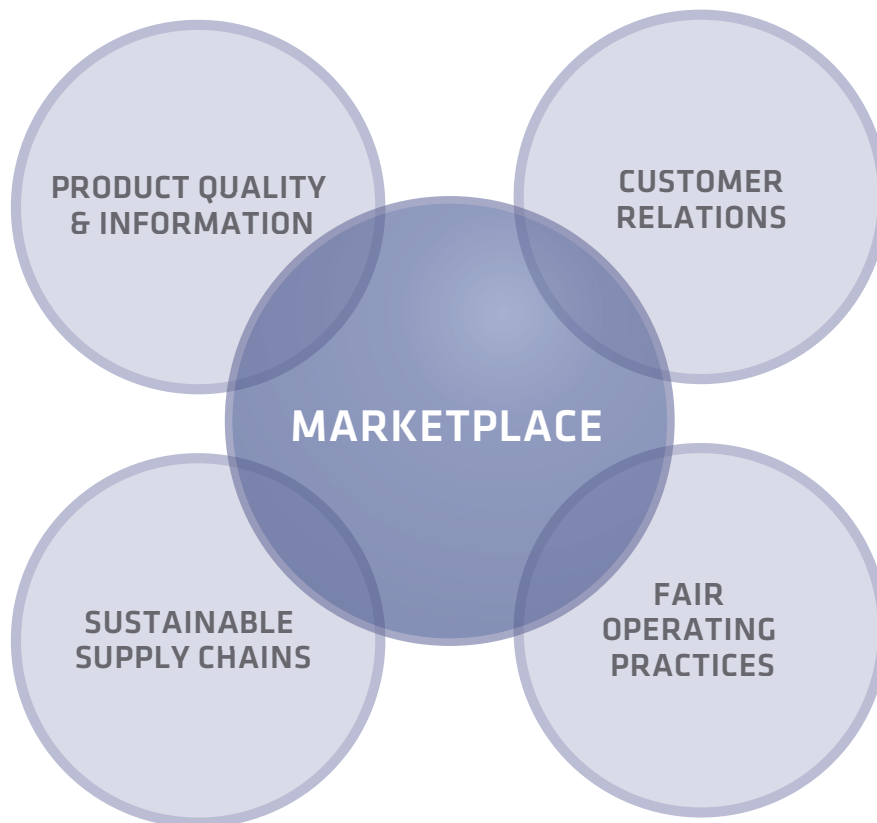 PRODUCT QUALITY
& INFORMATION
CUSTOMER
RELATIONS
MARKETPLACE
SUSTAINABLE
SUPPLY CHAINS
FAIR
OPERATING
PRACTICES